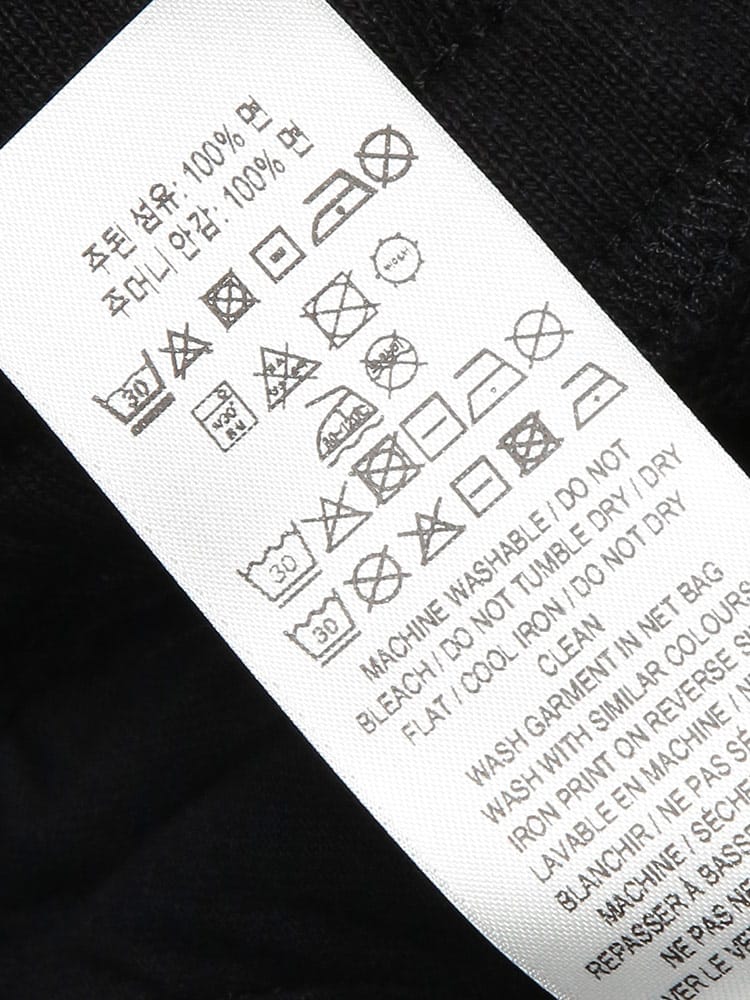 주된 섬유: 100% 면
주머니 안감: 100% 면
30
30
30
MACHINE WASHABLE / DO NOT
BLEACH / DO NOT TUMBLE DRY / DRY
FLAT / COOL IRON / DO NOT DRY
CLEAN
WASH GARMENT IN NET BAG
WASH WITH SIMILAR COLOURS
IRON PRINT ON REVERSE S
LAVABLE EN MACHINE / N
BLANCHIR / NE PAS SÉ
MACHINE / SÉCHE
REPASSER À BASS
NE PAS NE